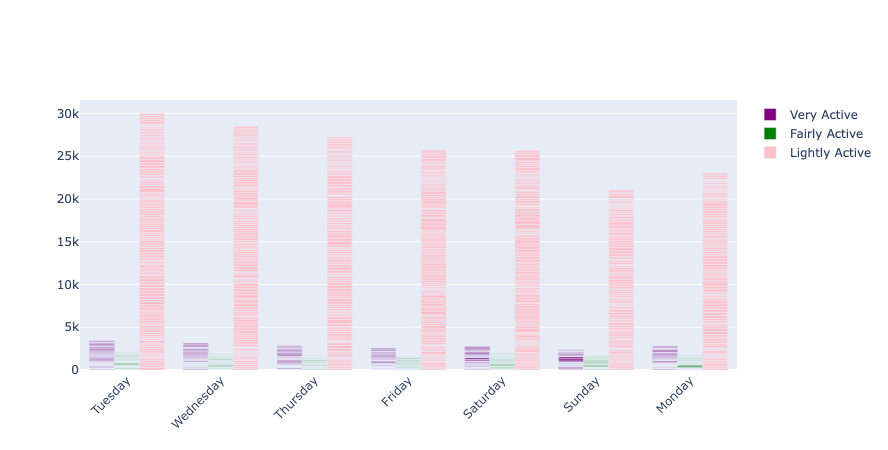 30k
25k
20k
15k
10k
5k
0
Tuesday
Wednesday
Thursday
Friday
Saturday
Sunday
Monday
Very Active
Fairly Active
Lightly Active